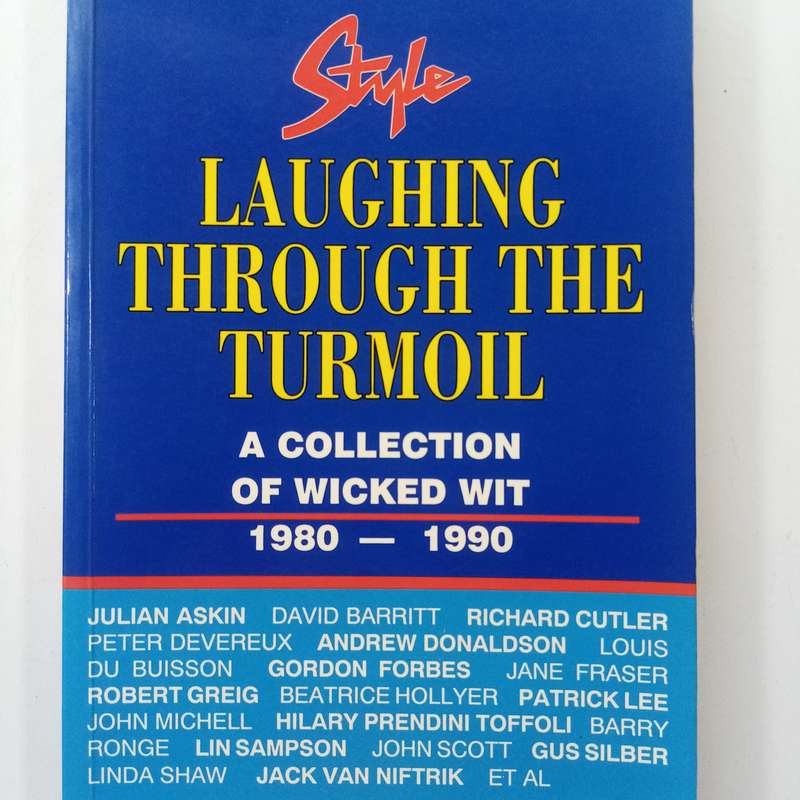 Style
LAUGHING
THROUGH THE
TURMOIL
A COLLECTION
OF WICKED WIT
1980 — 1990
JULIAN ASKIN DAVID BARRITT RICHARD CUTLER
PETER DEVEREUX ANDREW DONALDSON LOUIS
DU BUISSON GORDON FORBES JANE FRASER
ROBERT GREIG BEATRICE HOLLYER PATRICK LEE
JOHN MICHELL HILARY PRENDINI TOFFOLI BARRY
RONGE LIN SAMPSON JOHN SCOTT GUS SILBER
LINDA SHAW JACK VAN NIFTRIK ET AL